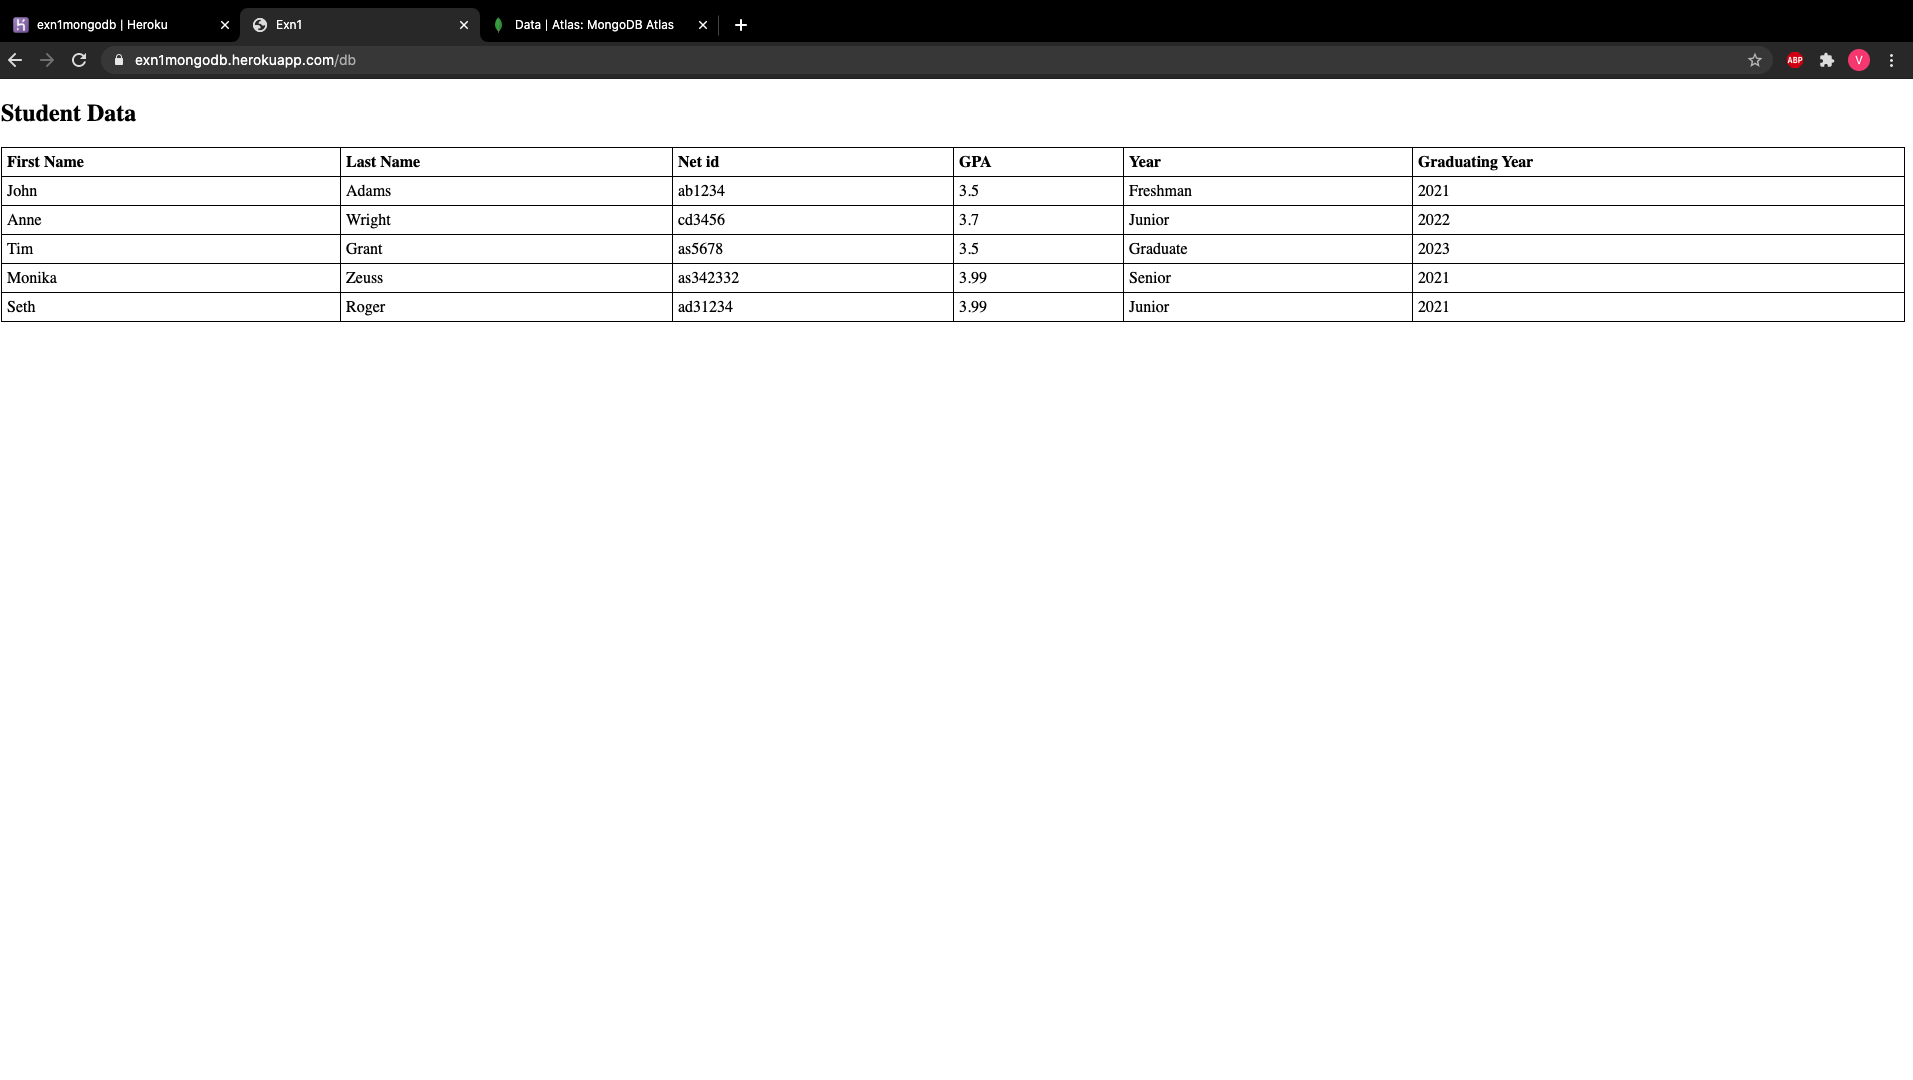 exn1mongodb | Heroku Exn1 Data | Atlas: MongoDB Atlas
exn1mongodb.herokuapp.com/db ABP V
Student Data
First Name Last Name Net id GPA Year Graduating Year
John Adams ab1234 3.5 Freshman 2021
Anne Wright cd3456 3.7 Junior 2022
Tim Grant as5678 3.5 Graduate 2023
Monika Zeuss as342332 3.99 Senior 2021
Seth Roger ad31234 3.99 Junior 2021